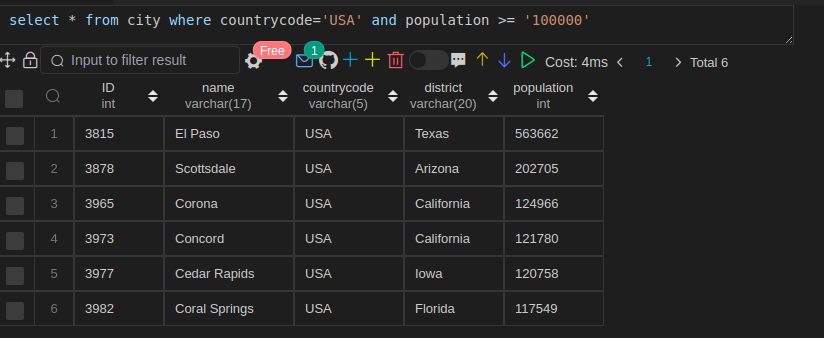 select * from city where countrycode='USA' and population >= '100000'
Input to filter result Free 1 Cost: 4ms 1 Total 6
ID name countrycode district population
int varchar(17) varchar(5) varchar(20) int
1 3815 El Paso USA Texas 563662
2 3878 Scottsdale USA Arizona 202705
3 3965 Corona USA California 124966
4 3973 Concord USA California 121780
5 3977 Cedar Rapids USA Iowa 120758
6 3982 Coral Springs USA Florida 117549